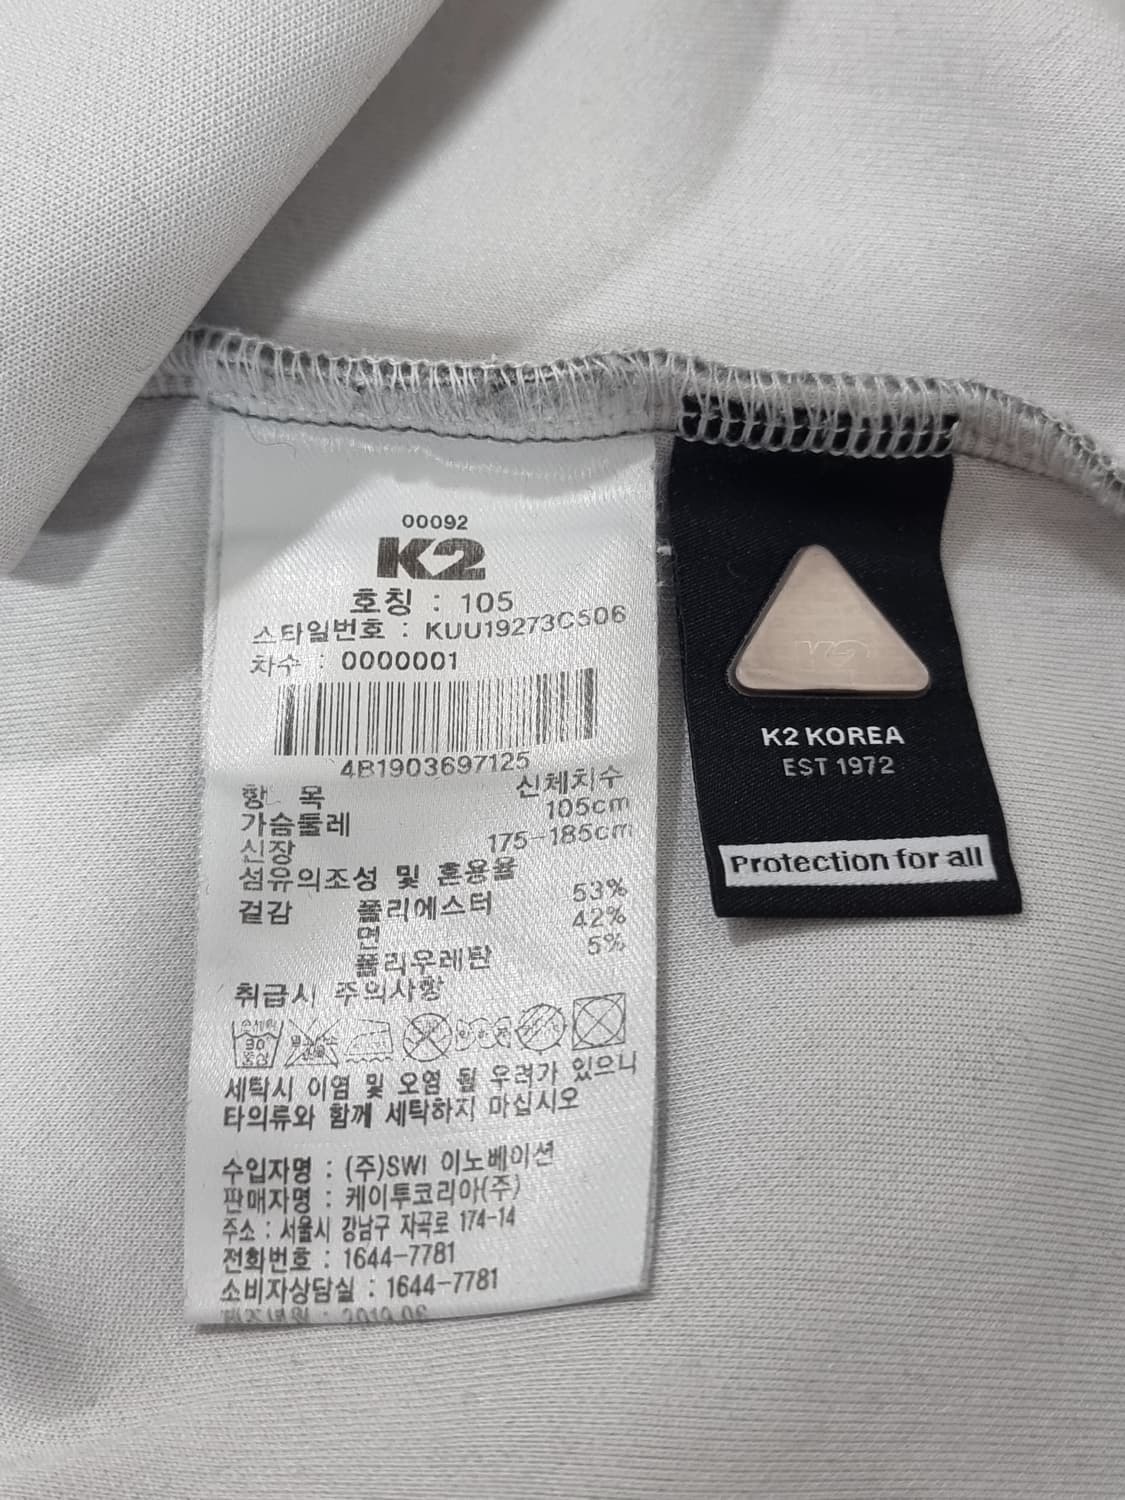 00092
K2
호칭 : 105
스타일번호 : KUU19273C506
차수 : 0000001
4B1903697125
항 목 신체치수
가슴둘레 105cm
신장 175-185cm
섬유의조성 및 혼용율
겉감 폴리에스터 53%
면 42%
폴리우레탄 5%
취급시 주의사항
30
중성
세탁시 이염 및 오염 될 우려가 있으니
타의류와 함께 세탁하지 마십시오
수입자명 : (주)SWI 이노베이션
판매자명 : 케이투코리아(주)
주소 : 서울시 강남구 자곡로 174-14
전화번호 : 1644-7781
소비자상담실 : 1644-7781
K2 KOREA
EST 1972
Protection for all